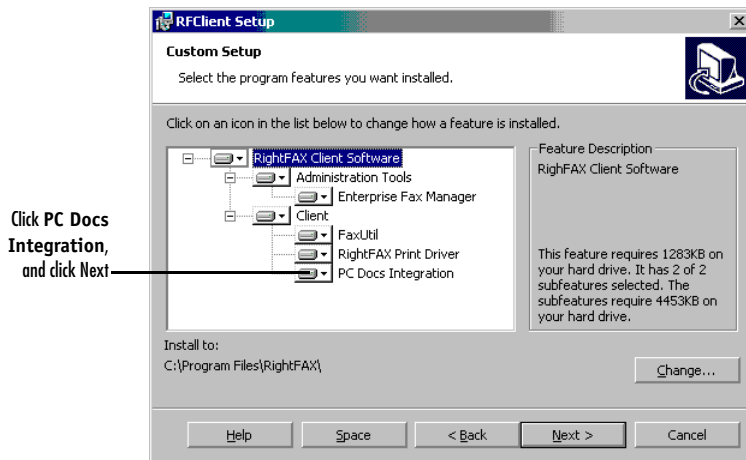 RFClient Setup
Custom Setup
Select the program features you want installed.
Click on an icon in the list below to change how a feature is installed.
RightFAX Client Software
Administration Tools
Enterprise Fax Manager
Client
FaxUtil
RightFAX Print Driver
PC Docs Integration
Feature Description
RighFAX Client Software
This feature requires 1283KB on
your hard drive. It has 2 of 2
subfeatures selected. The
subfeatures require 4453KB on
your hard drive.
Click PC Docs
Integration,
and click Next
Install to:
C:\Program Files\RightFAX\
Change...
Help
Space
< Back
Next >
Cancel